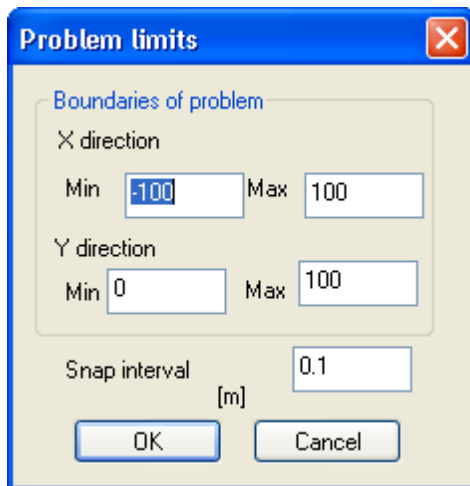 Problem limits
Boundaries of problem
X direction
Min -100 Max 100
Y direction
Min 0 Max 100
Snap interval 0.1
[m]
OK Cancel